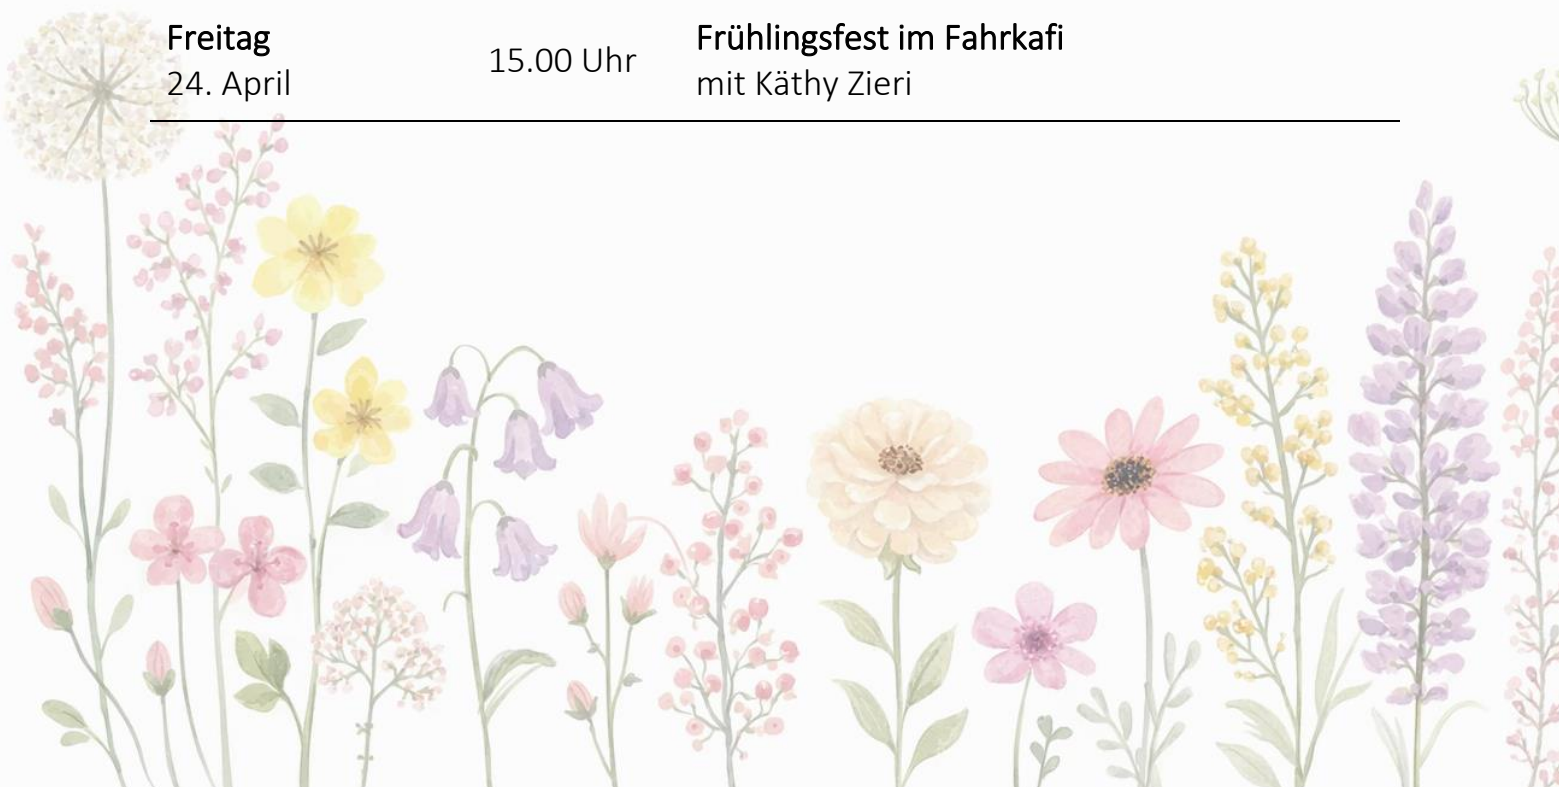 Freitag
24. April
15.00 Uhr
Frühlingsfest im Fahrkafi
mit Käthy Zieri